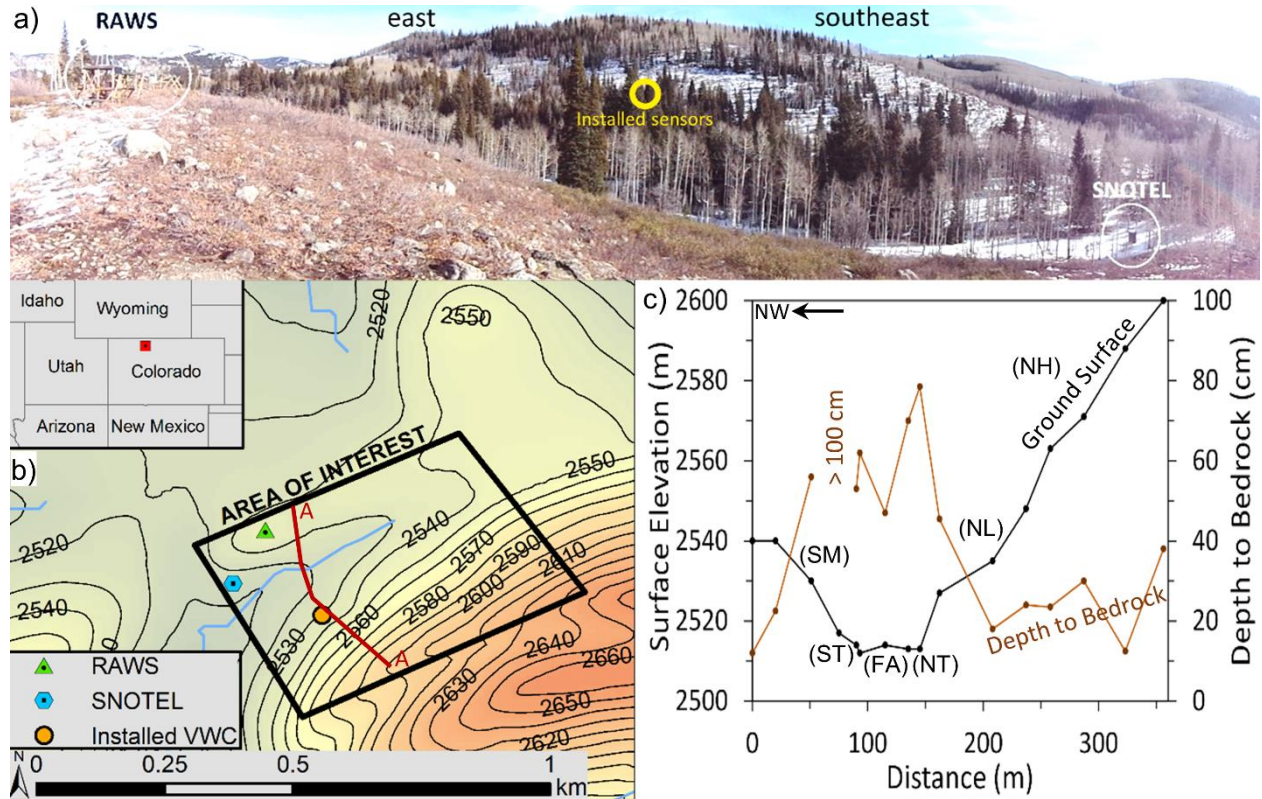 a)
RAWS
east
southeast
Installed sensors
SNOTEL
Idaho
Wyoming
Utah
Colorado
Arizona
New Mexico
b)
2520
2550
AREA OF INTEREST
A
2550
2520
2540
2570
2590
2610
2540
2560
2580
2600
2530
A
2640
2660
2630
2650
2620
RAWS
SNOTEL
Installed VWC
N
0
0.25
0.5
1
km
c)
2600
2580
2560
2540
2520
2500
Surface Elevation (m)
NW
> 100 cm
(SM)
(ST)
(FA)
(NT)
(NL)
(NH)
Ground Surface
Depth to Bedrock
100
80
60
40
20
0
Depth to Bedrock (cm)
0
100
200
300
Distance (m)